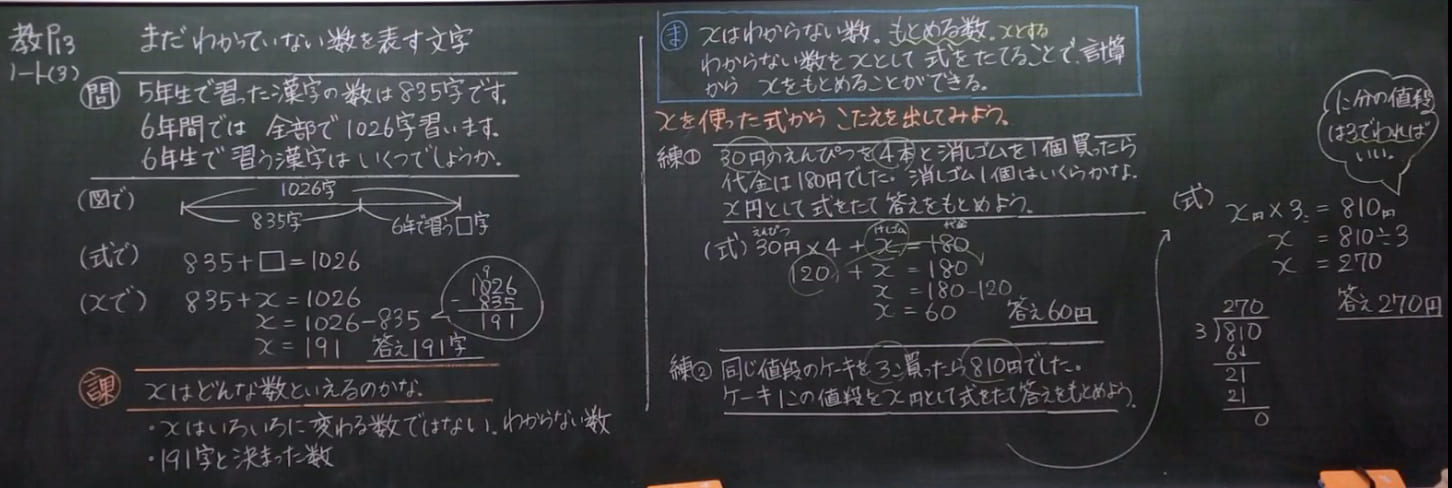 教P13
ノート(3)
まだわかっていない数を表す文字
問 5年生で習った漢字の数は835字です。
6年間では 全部で1026字習います。
6年生で習う漢字はいくつでしょうか。
(図で)
1026字
835字
6年で習う□字
(式で) 835+□=1026
(xで) 835+x=1026
x=1026-835
x=191 答え191字
1026
- 835
191
課 xはどんな数といえるのかな。
・xはいろいろに変わる数ではない。わからない数
・191字と決まった数
ま xはわからない数。もとめる数。xとする
わからない数をxとして式をたてることで、計算
から xをもとめることができる。
xを使った式から こたえを出してみよう。
練① 30円のえんぴつを4本と消しゴムを1個買ったら
代金は180円でした。消しゴム1個はいくらかな。
x円として式をたて答えをもとめよう。
えんぴつ 消しゴム 代金
(式) 30円×4+x=180
120+x=180
x=180-120
x=60 答え60円
練② 同じ値段のケーキを3こ買ったら810円でした。
ケーキ1この値段をx円として式をたて答えをもとめよう。
1こ分の値段
は3でわれば
いい。
(式) x円×3こ=810円
x=810÷3
x=270
答え270円
270
3)810
6↓
21
21
0